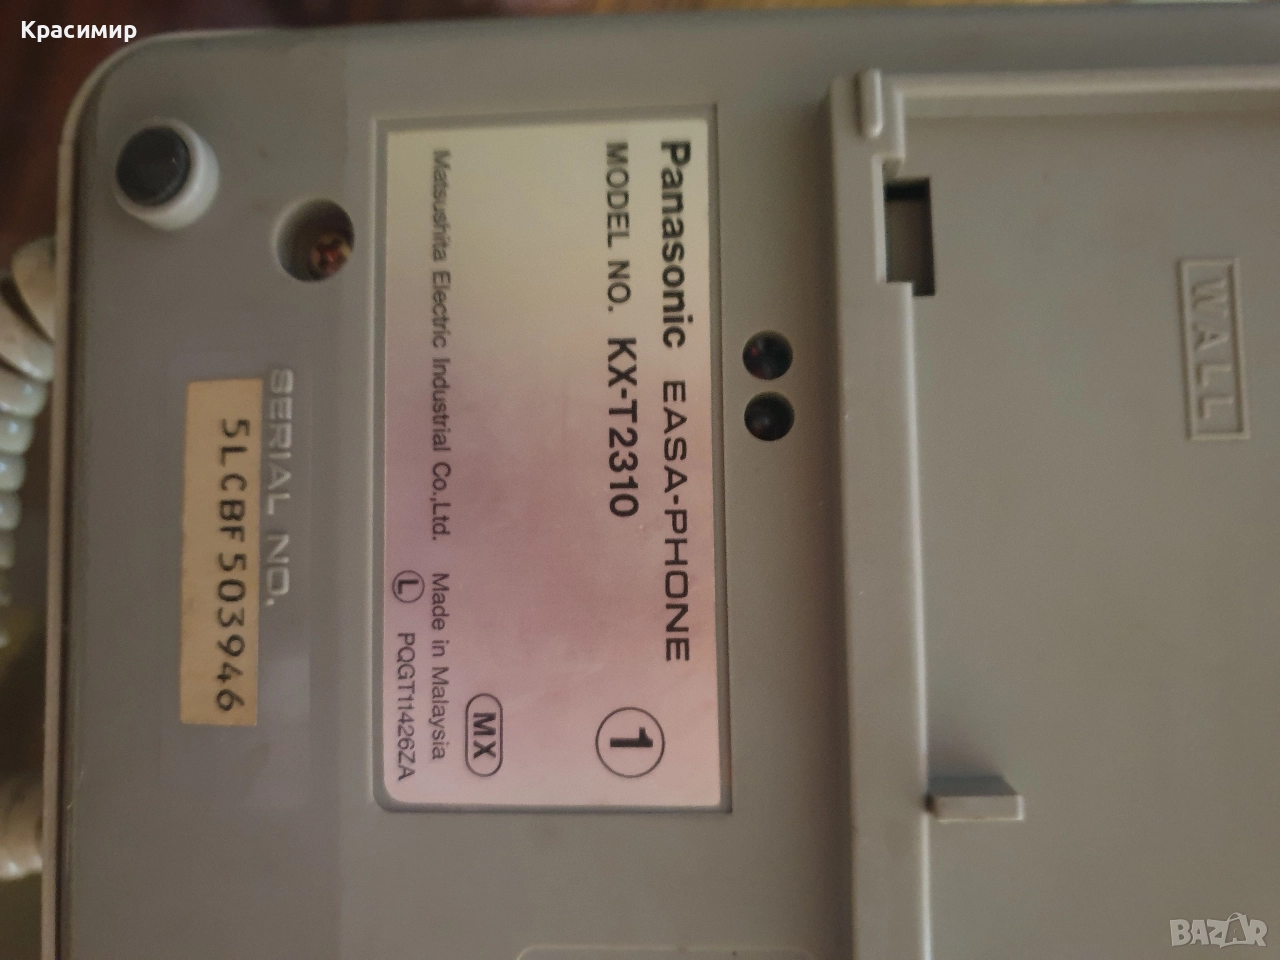 Красимир
Panasonic EASA-PHONE
MODEL NO. KX-T2310
1
MX
Matsushita Electric Industrial Co.,Ltd. Made in Malaysia
L PQGT11426ZA
SERIAL NO.
5LCBF503946
WALL
BAZAR